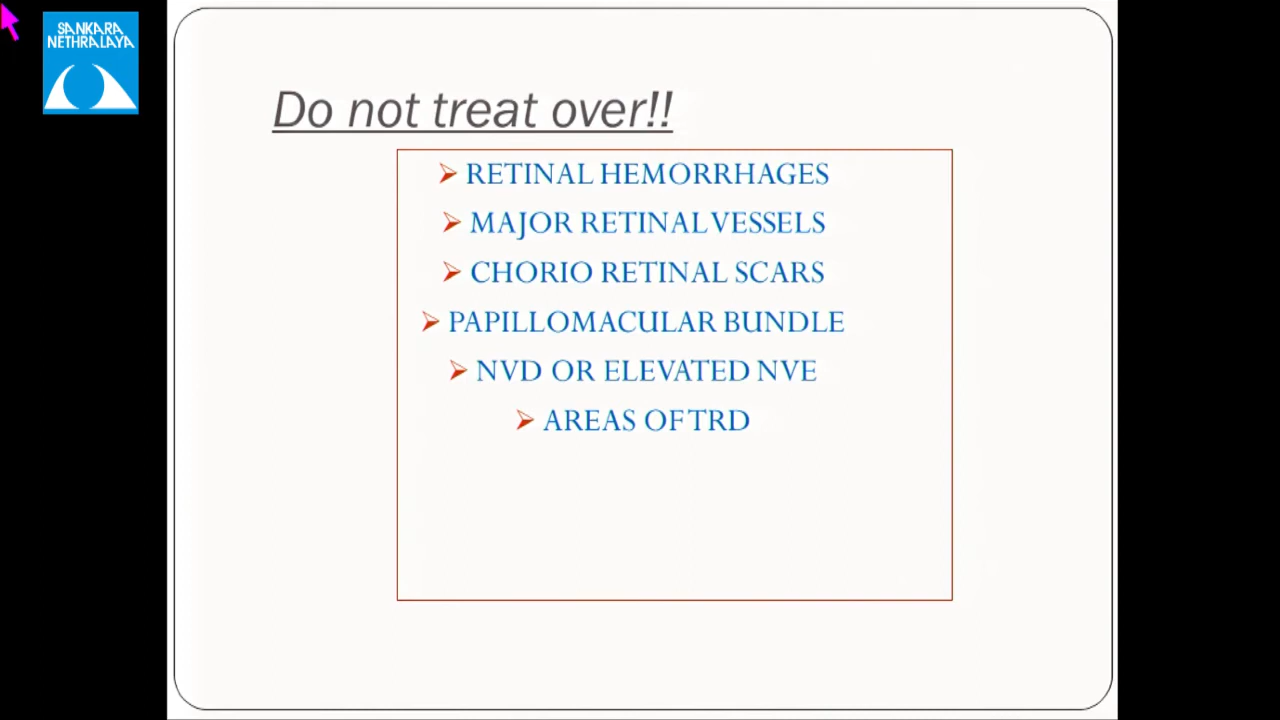 SANKARA
NETHRALAYA
Do not treat over!!
RETINAL HEMORRHAGES
MAJOR RETINAL VESSELS
CHORIO RETINAL SCARS
PAPILLOMACULAR BUNDLE
NVD OR ELEVATED NVE
AREAS OF TRD